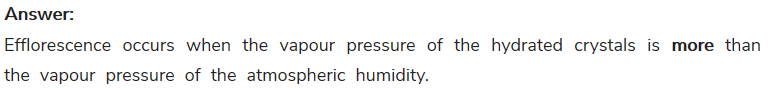 Answer:
Efflorescence occurs when the vapour pressure of the hydrated crystals is more than
the vapour pressure of the atmospheric humidity.